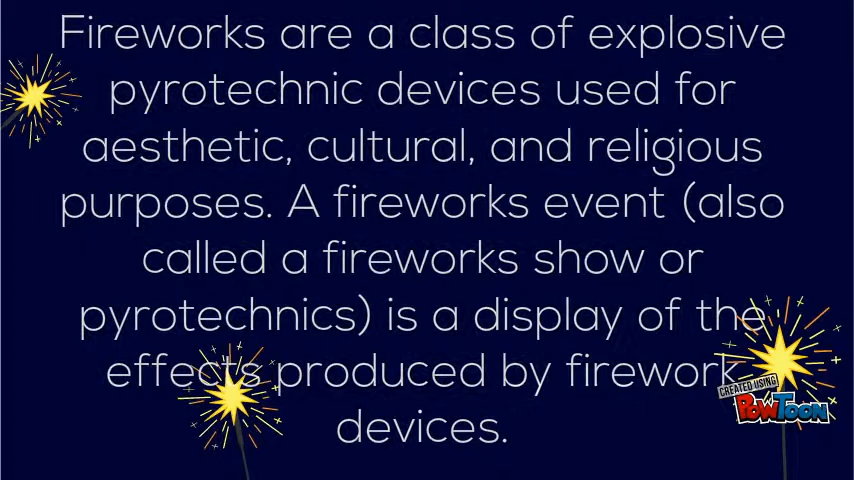 Fireworks are a class of explosive
pyrotechnic devices used for
aesthetic, cultural, and religious
purposes. A fireworks event (also
called a fireworks show or
pyrotechnics) is a display of the
effects produced by firework
devices.
CREATED USING
POWTOON